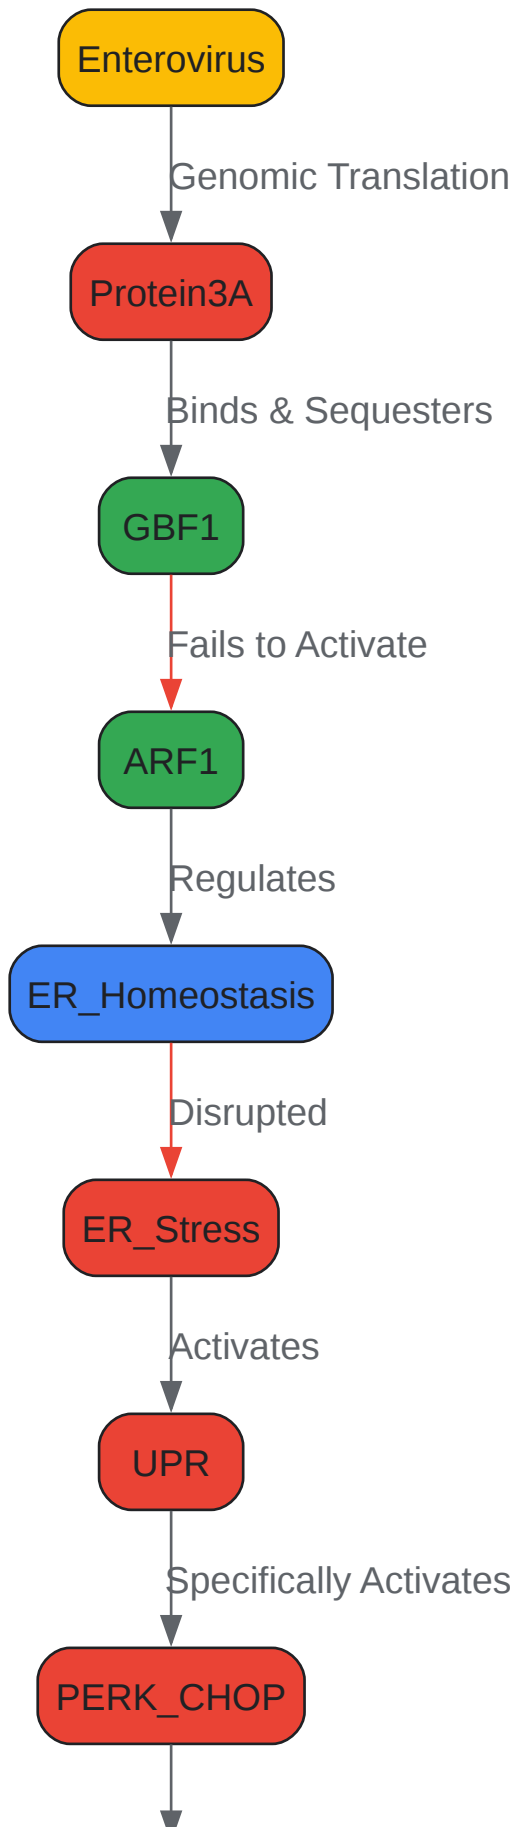 Enterovirus
Genomic Translation
Protein3A
Binds & Sequesters
GBF1
Fails to Activate
ARF1
Regulates
ER_Homeostasis
Disrupted
ER_Stress
Activates
UPR
Specifically Activates
PERK_CHOP